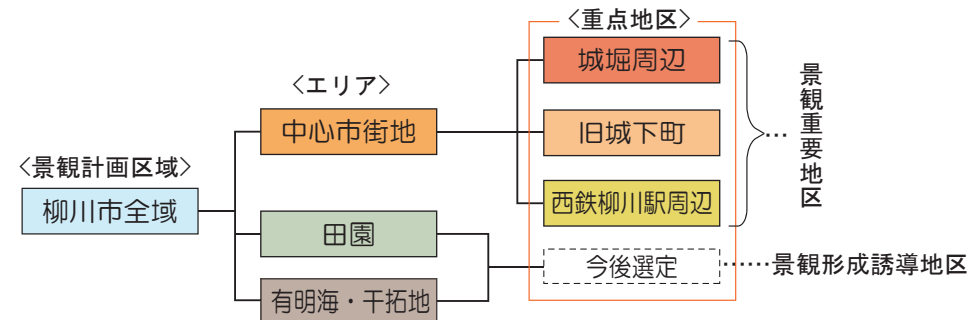 〈重点地区〉
城堀周辺
〈エリア〉
中心市街地
旧城下町
…
景観重要地区
〈景観計画区域〉
柳川市全域
西鉄柳川駅周辺
田園
今後選定
……景観形成誘導地区
有明海・干拓地